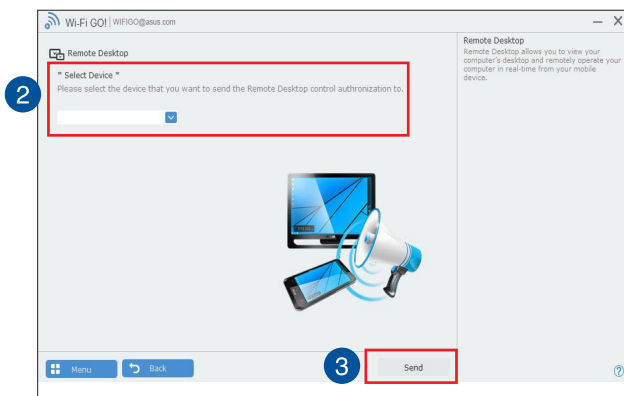 Wi-Fi GO! WIFIGO@asus.com
Remote Desktop
* Select Device *
Please select the device that you want to send the Remote Desktop control authronization to.
2
Remote Desktop
Remote Desktop allows you to view your
computer's desktop and remotely operate your
computer in real-time from your mobile
device.
Menu
Back
3
Send
?